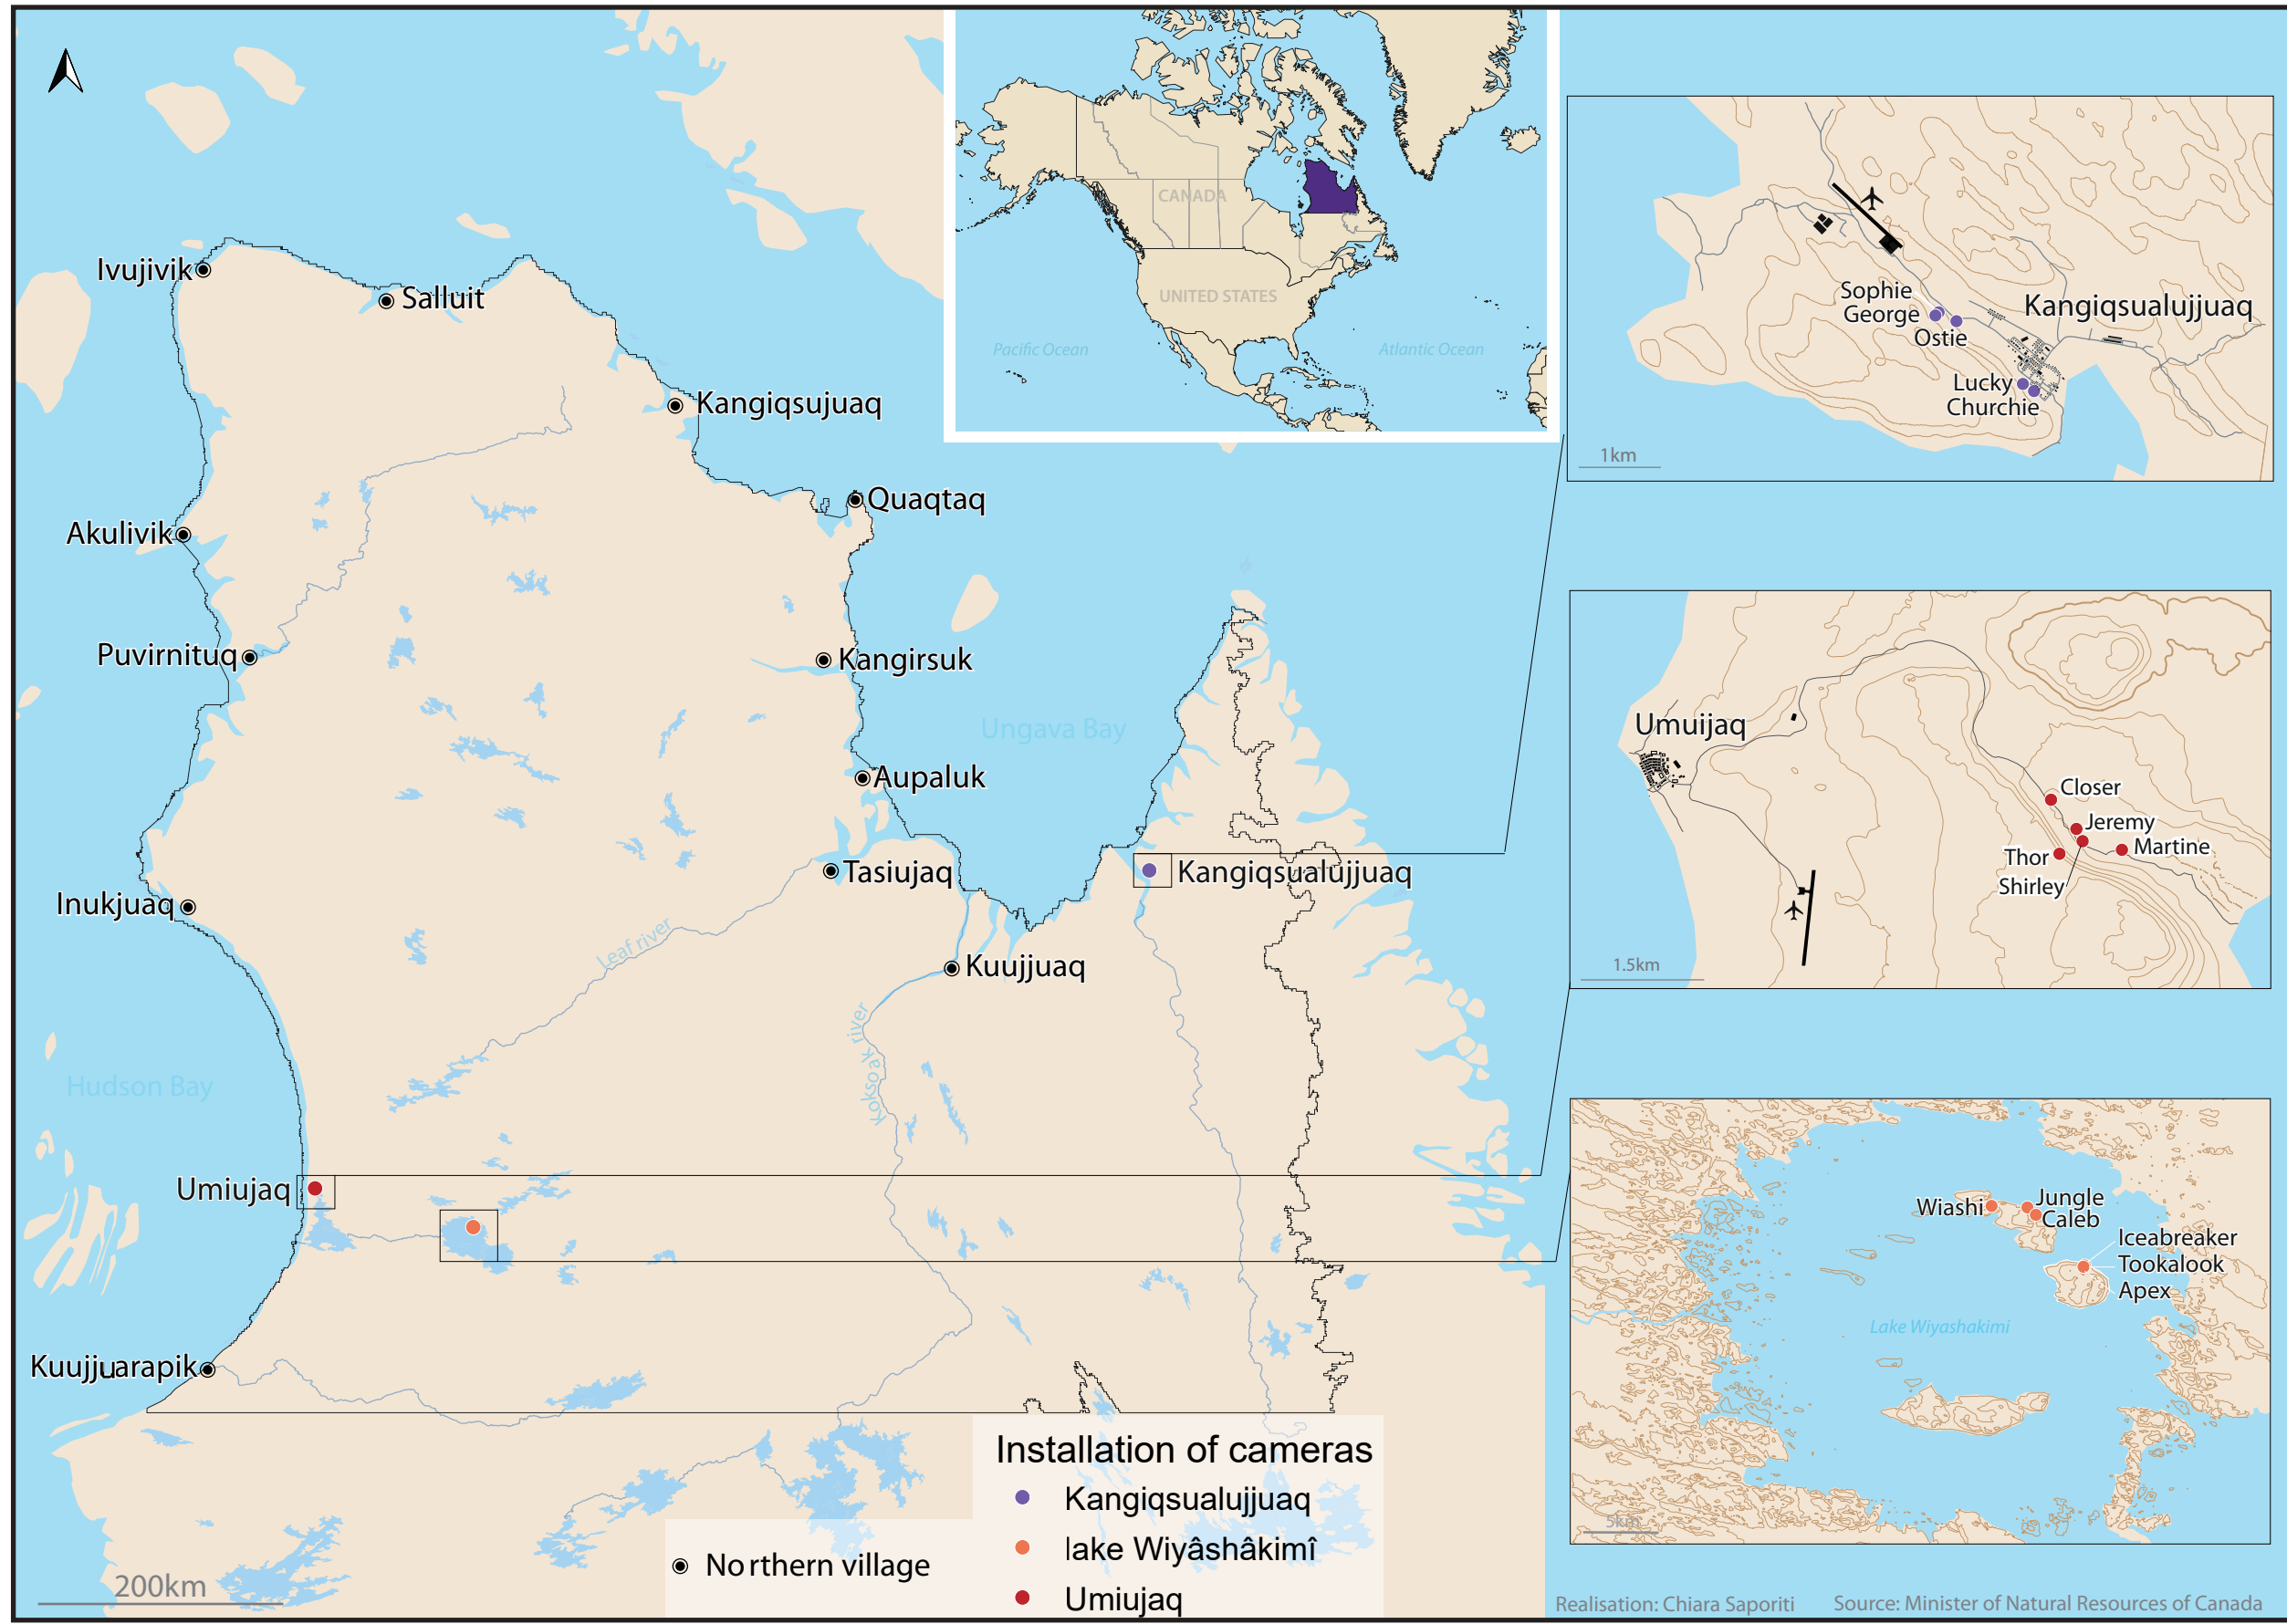 Ivujivik
Salluit
Kangiqsujuaq
Quaqtaq
Akulivik
Puvirnituq
Kangirsuk
Ungava Bay
Aupaluk
Tasiujaq
Kangiqsualujjuaq
Inukjuaq
Leaf river
Kuujjuaq
Koksoak river
Hudson Bay
Umiujaq
Kuujjuarapik
200km
Northern village
Installation of cameras
Kangiqsualujjuaq
lake Wiyâshâkimî
Umiujaq
CANADA
UNITED STATES
Pacific Ocean
Atlantic Ocean
Sophie
George
Ostie
Kangiqsualujjuaq
Lucky
Churchie
1km
Umuijaq
Closer
Jeremy
Martine
Thor
Shirley
1.5km
Wiashi
Jungle
Caleb
Iceabreaker
Tookalook
Apex
Lake Wiyashakimi
5km
Realisation: Chiara Saporiti
Source: Minister of Natural Resources of Canada